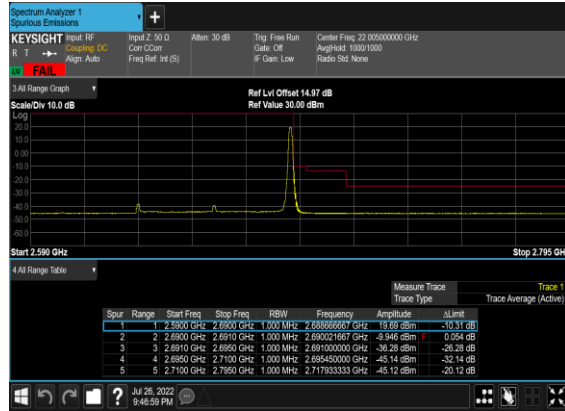 Spectrum Analyzer 1
Spurious Emissions
KEYSIGHT Input: RF Input Z: 50 Ω Atten: 30 dB Trig: Free Run Center Freq: 22.005000000 GHz
R T Coupling: DC Corr CCorr Gate: Off Avg|Hold: 1000/1000
Align: Auto Freq Ref: Int (S) IF Gain: Low Radio Std: None
FAIL
3 All Range Graph
Ref Lvl Offset 14.97 dB
Scale/Div 10.0 dB Ref Value 30.00 dBm
Log
20.0
10.0
0.00
-10.0
-20.0
-30.0
-40.0
-50.0
-60.0
Start 2.590 GHz Stop 2.795 GH
4 All Range Table
Measure Trace Trace 1
Trace Type Trace Average (Active)
Spur Range Start Freq Stop Freq RBW Frequency Amplitude ΔLimit
1 1 2.5900 GHz 2.6900 GHz 1.000 MHz 2.688666667 GHz 19.69 dBm -10.31 dB
2 2 2.6900 GHz 2.6910 GHz 1.000 MHz 2.690021667 GHz -9.946 dBm F 0.054 dB
3 3 2.6910 GHz 2.6950 GHz 1.000 MHz 2.691000000 GHz -36.28 dBm -26.28 dB
4 4 2.6950 GHz 2.7100 GHz 1.000 MHz 2.695450000 GHz -45.14 dBm -32.14 dB
5 5 2.7100 GHz 2.7950 GHz 1.000 MHz 2.717933333 GHz -45.12 dBm -20.12 dB
Jul 26, 2022
9:46:59 PM